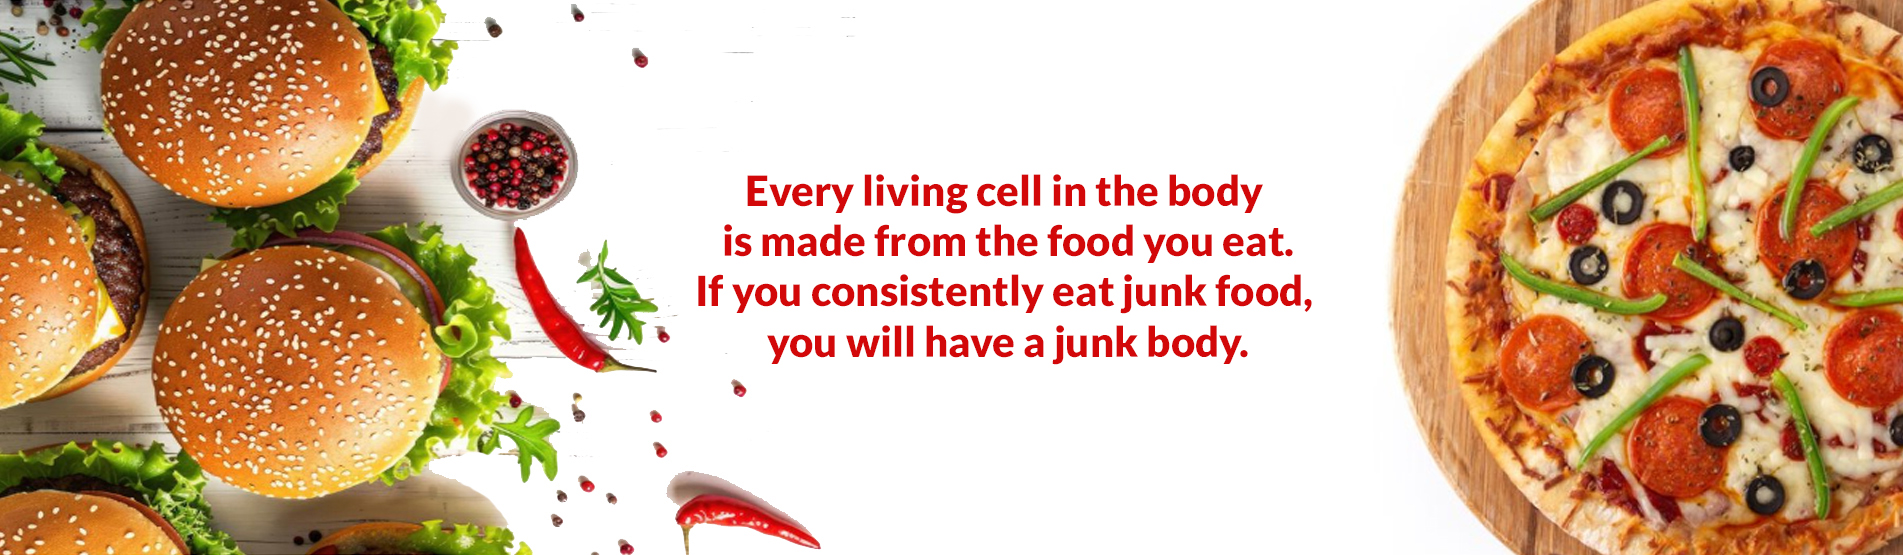 Every living cell in the body
is made from the food you eat.
If you consistently eat junk food,
you will have a junk body.